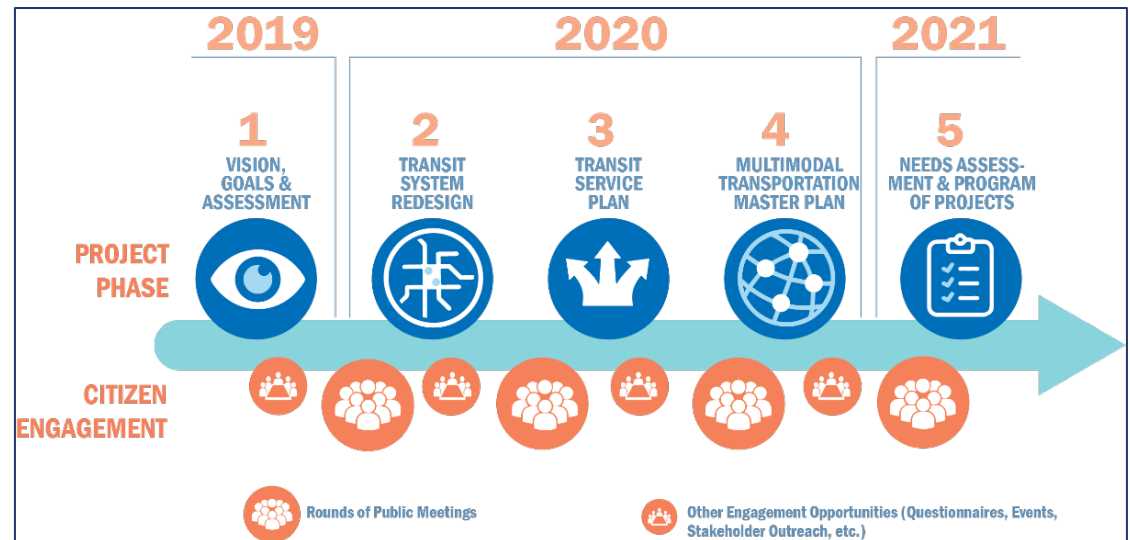 2019 2020 2021
1 2 3 4 5
VISION,
GOALS &
ASSESSMENT
TRANSIT
SYSTEM
REDESIGN
TRANSIT
SERVICE
PLAN
MULTIMODAL
TRANSPORTATION
MASTER PLAN
NEEDS ASSESS-
MENT & PROGRAM
OF PROJECTS
PROJECT
PHASE
CITIZEN
ENGAGEMENT
Rounds of Public Meetings
Other Engagement Opportunities (Questionnaires, Events,
Stakeholder Outreach, etc.)